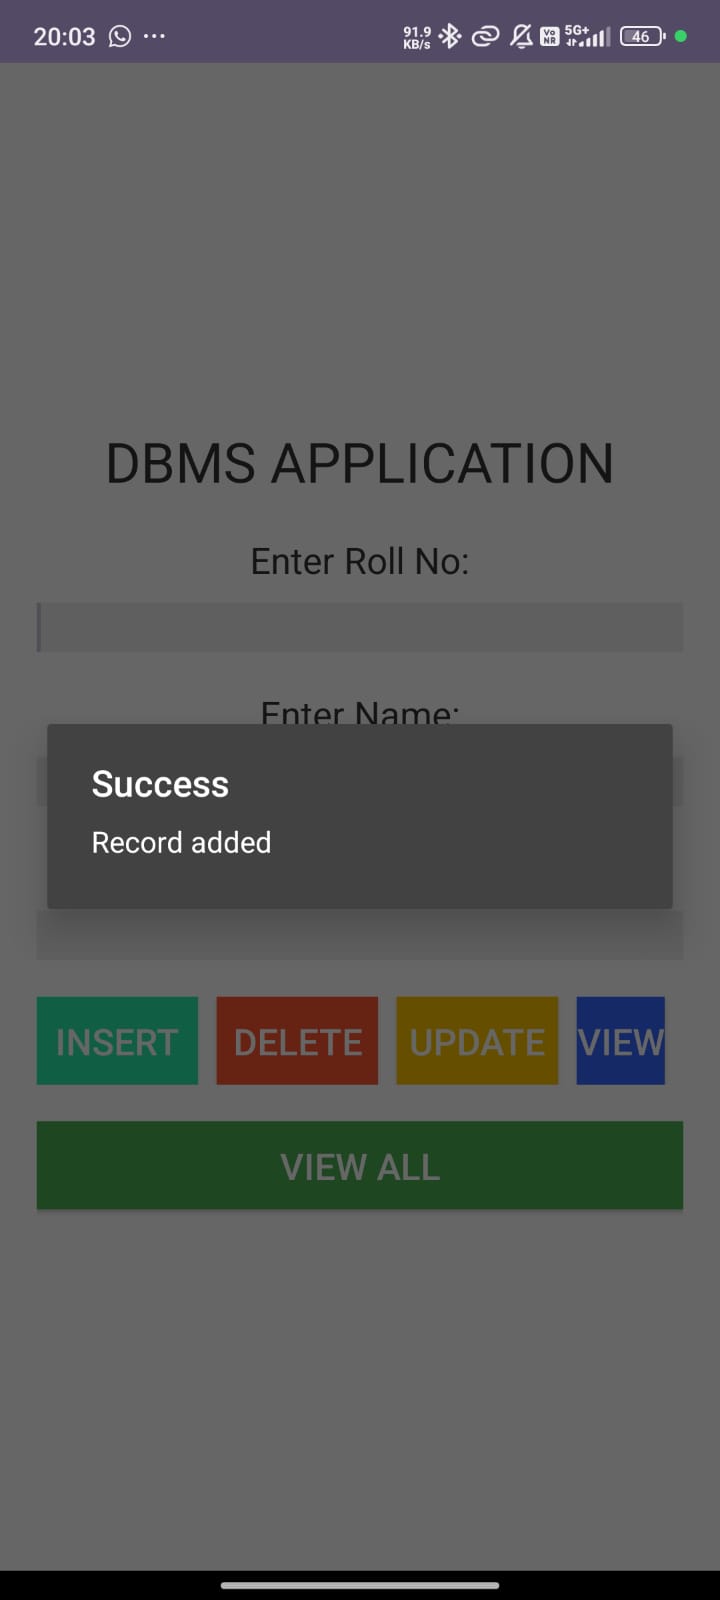 20:03
91.9
KB/s
Vo
NR
5G+
46
DBMS APPLICATION
Enter Roll No:
Enter Name:
Success
Record added
INSERT DELETE UPDATE VIEW
VIEW ALL